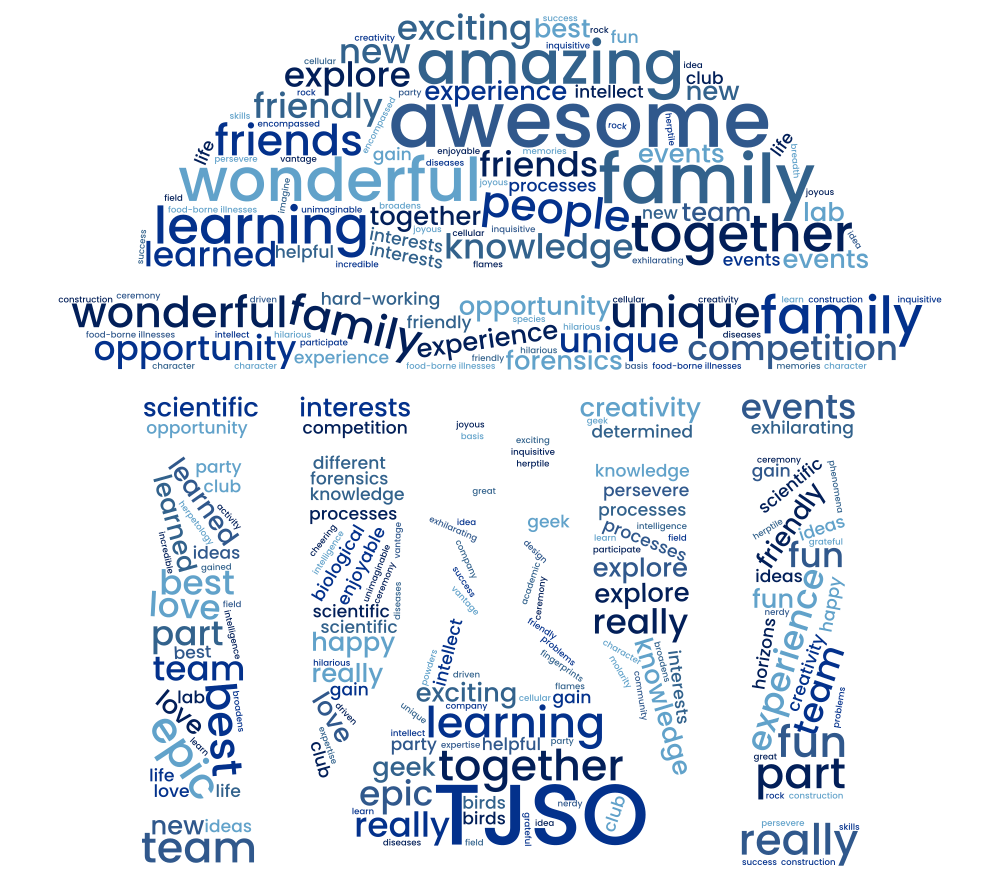 success
exciting best rock fun
creativity new inquisitive
cellular amazing idea
explore club
rock party experience intellect new
friendly awesome
skills encompassed encompassed rock herptile
friends life life
persevere vantage gain enjoyable memories events breadth
diseases friends
wonderful joyous processes family joyous
field imagine broadens people
food-borne illnesses unimaginable together new team lab
learning joyous cellular inquisitive together idea
success learned helpful interests knowledge
interests
incredible flames exhilarating events events
construction ceremony driven hard-working opportunity cellular creativity learn construction inquisitive
wonderful family friendly species unique family
food-borne illnesses intellect hilarious experience hilarious diseases
opportunity participate unique competition
experience friendly hilarious forensics
character character food-borne illnesses basis food-borne illnesses memories character
scientific interests creativity events
opportunity competition geek determined exhilarating
joyous
basis exciting
inquisitive
herptile
great
learned party
club
learned herpetology activity
incredible ideas
gained
best
love field
part intelligence
best
team
lab best broadens
love
epic learn
life
love life
new ideas
team
different
forensics
knowledge
processes
cheering intelligence biological enjoyable vantage
unimaginable ceremony diseases
scientific
scientific
happy
hilarious
really
gain
love driven
expertise
club
exhilarating idea geek
company design
success academic
vantage ceremony
intellect friendly
problems
powders fingerprints
driven
exciting cellular flames gain
unique company
learning
intellect
party expertise helpful party
geek together
epic birds nerdy club
learn TJSO
really birds grateful idea
diseases field
knowledge
persevere
processes
processes intelligence
learn field
participate
explore
explore
really
character knowledge broadens interests
molarity community
ceremony
gain scientific phenomena
friendly
herptile ideas
grateful
fun
ideas
fun experience happy
nerdy
horizons creativity
team problems
fun
great
part
rock construction
persevere
really skills
success construction